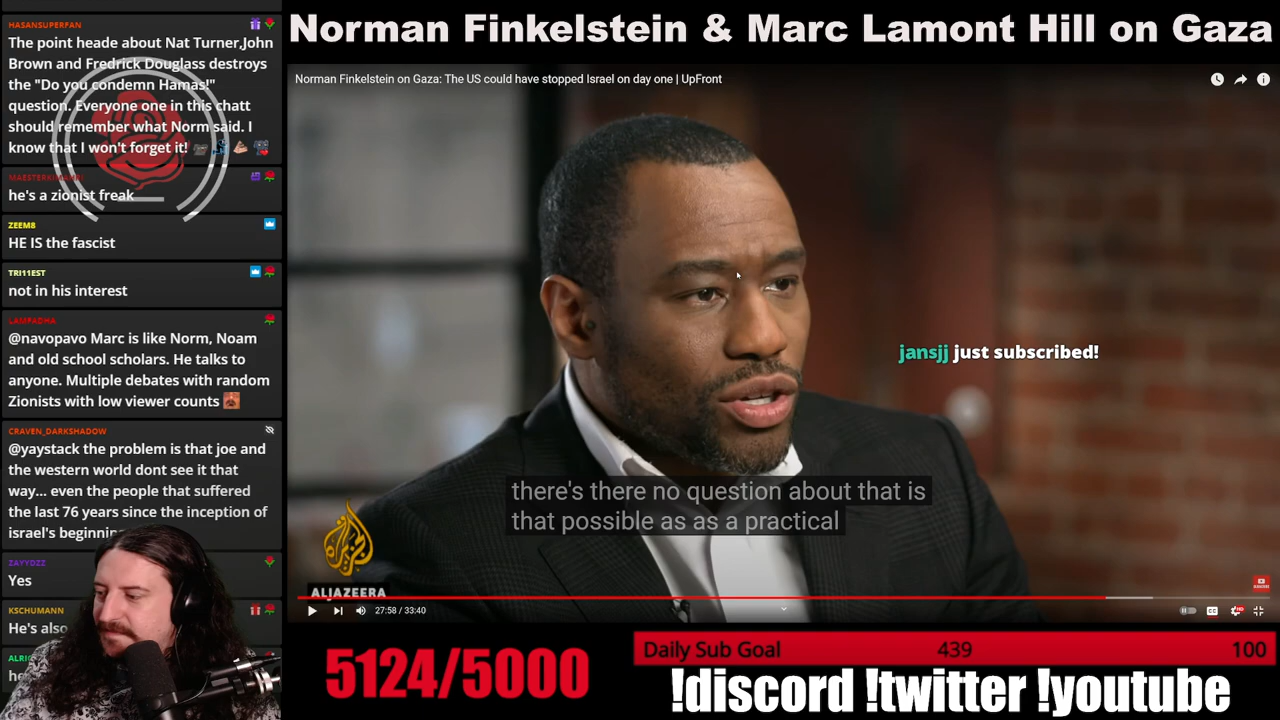 Norman Finkelstein & Marc Lamont Hill on Gaza
HASANSUPERFAN
The point heade about Nat Turner,John
Brown and Fredrick Douglass destroys
the "Do you condemn Hamas!"
question. Everyone one in this chatt
should remember what Norm said. I
know that I won't forget it!
he's a zionist freak
ZEEM8
HE IS the fascist
TRI11EST
not in his interest
LAMFADHA
@navopavo Marc is like Norm, Noam
and old school scholars. He talks to
anyone. Multiple debates with random
Zionists with low viewer counts
CRAVEN_DARKSHADOW
@yaystack the problem is that joe and
the western world dont see it that
way... even the people that suffered
the last 76 years since the inception of
israel's
ZAYYDZZ
Yes
KSCHUMANN
He's also
Norman Finkelstein on Gaza: The US could have stopped Israel on day one | UpFront
jansjj just subscribed!
there's there no question about that is
that possible as as a practical
ALJAZEERA
27:58 / 33:40
5124/5000
Daily Sub Goal 439 100
!discord !twitter !youtube